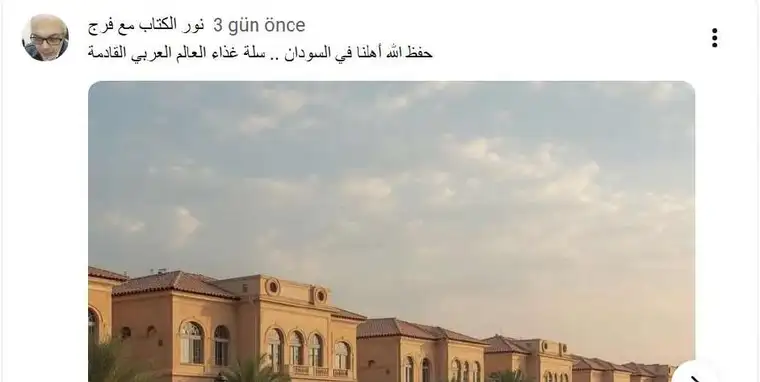 نور الكتاب مع فرج 3 gün önce
حفظ الله أهلنا في السودان .. سلة غذاء العالم العربي القادمة